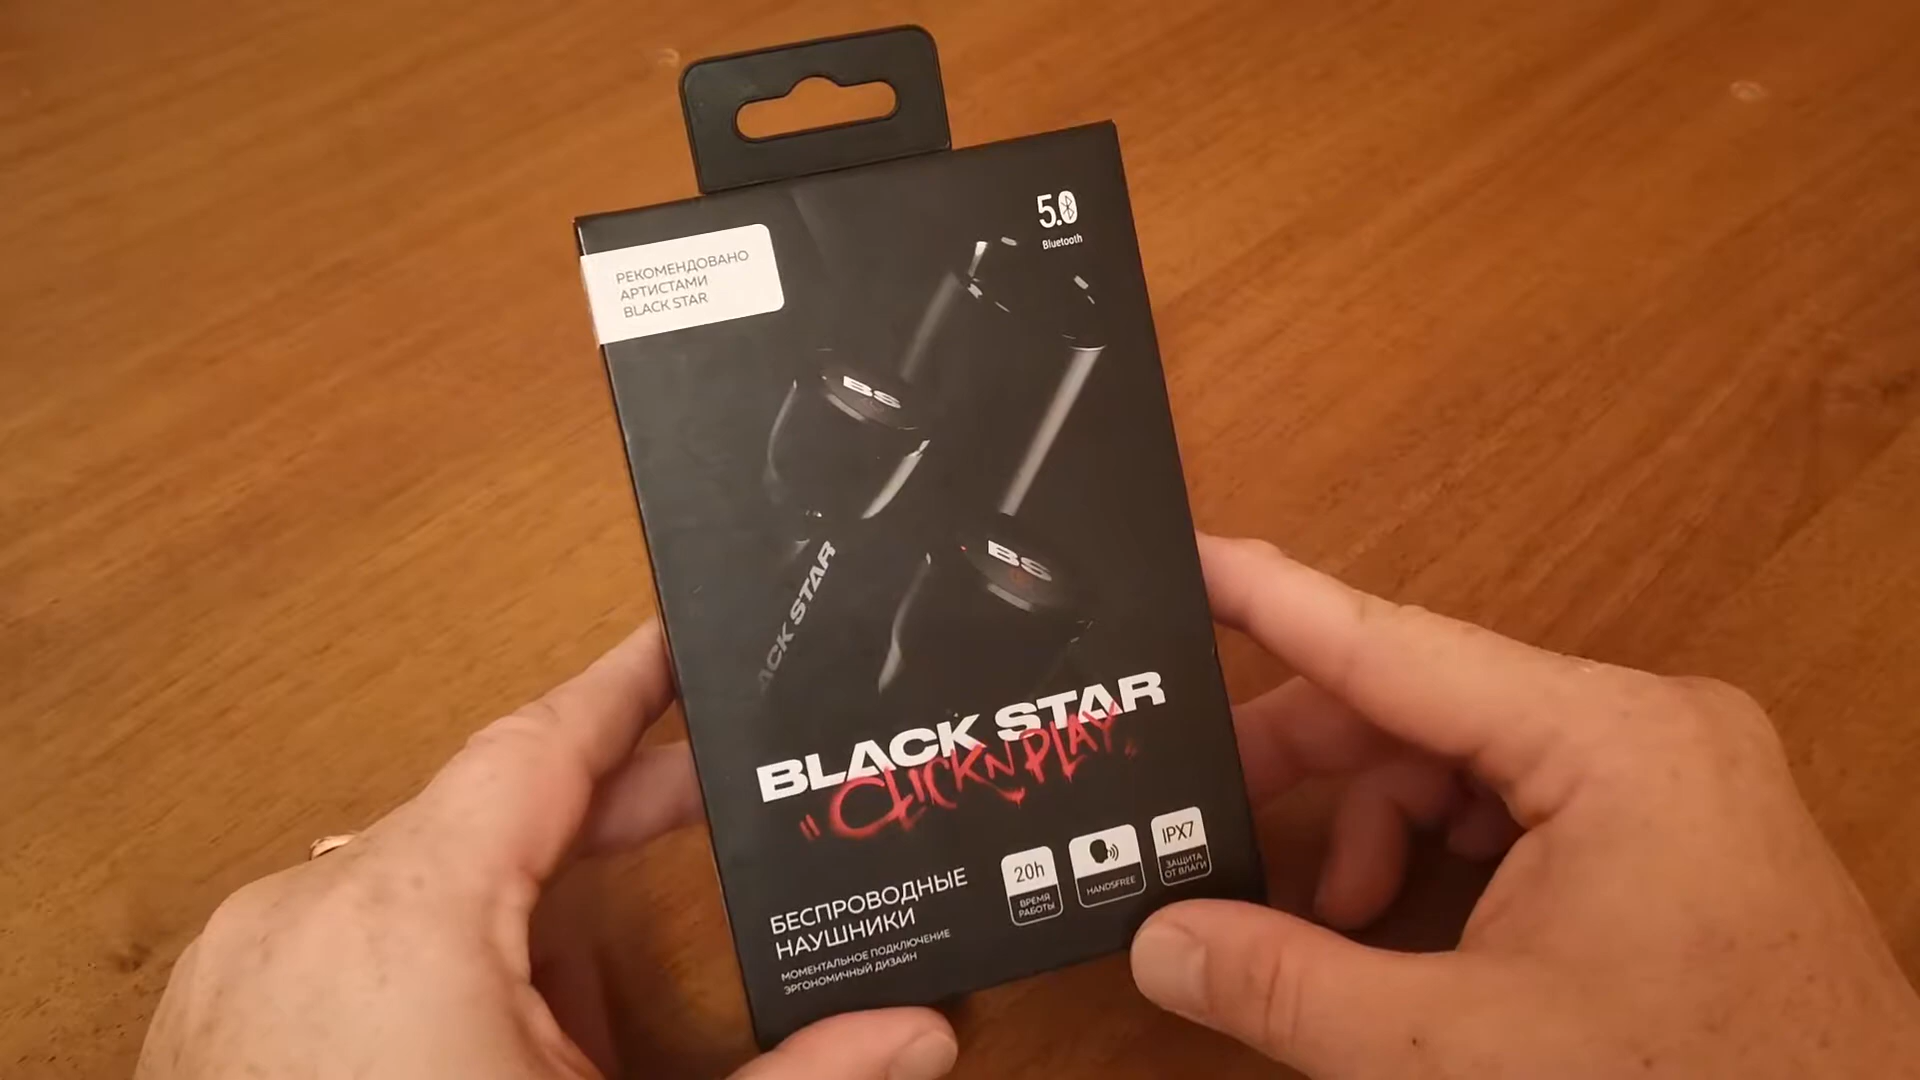 РЕКОМЕНДОВАНО
АРТИСТАМИ
BLACK STAR
5.0
Bluetooth
BS
BS
ACK STAR
BLACK STAR
"CLICK N PLAY"
БЕСПРОВОДНЫЕ
НАУШНИКИ
МОМЕНТАЛЬНОЕ ПОДКЛЮЧЕНИЕ
ЭРГОНОМИЧНЫЙ ДИЗАЙН
20h
ВРЕМЯ
РАБОТЫ
HANDSFREE
IPX7
ЗАЩИТА
ОТ ВЛАГИ